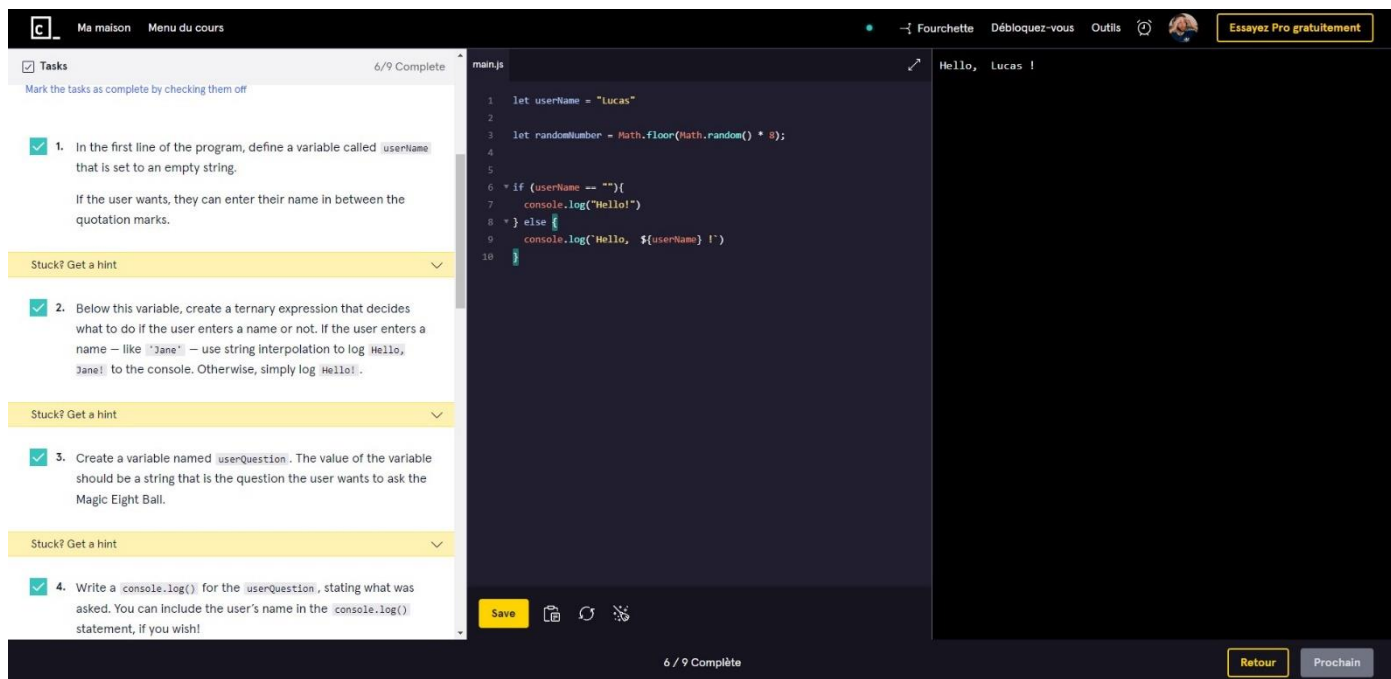 c_ Ma maison Menu du cours Fourchette Débloquez-vous Outils Essayez Pro gratuitement
Tasks 6/9 Complete
Mark the tasks as complete by checking them off
1. In the first line of the program, define a variable called userName
that is set to an empty string.
If the user wants, they can enter their name in between the
quotation marks.
Stuck? Get a hint
2. Below this variable, create a ternary expression that decides
what to do if the user enters a name or not. If the user enters a
name — like 'Jane' — use string interpolation to log Hello,
Jane! to the console. Otherwise, simply log Hello! .
Stuck? Get a hint
3. Create a variable named userQuestion. The value of the variable
should be a string that is the question the user wants to ask the
Magic Eight Ball.
Stuck? Get a hint
4. Write a console.log() for the userQuestion, stating what was
asked. You can include the user's name in the console.log()
statement, if you wish!
main.js
1 let userName = "Lucas"
2
3 let randomNumber = Math.floor(Math.random() * 8);
4
5
6 if (userName == ""){
7 console.log("Hello!")
8 } else {
9 console.log(`Hello,  ${userName} !`)
10 }
Save
Hello,  Lucas !
6 / 9 Complète
Retour Prochain